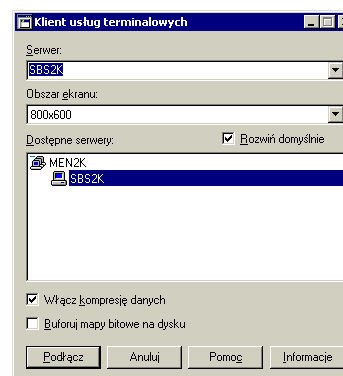 Klient usług terminalowych
Serwer:
SBS2K
Obszar ekranu:
800x600
Dostępne serwery:
Rozwiń domyślnie
MEN2K
SBS2K
Włącz kompresję danych
Buforuj mapy bitowe na dysku
Podłącz
Anuluj
Pomoc
Informacje